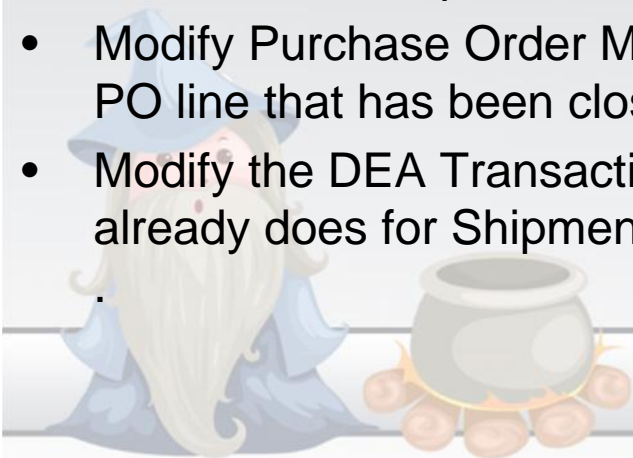 • Modify Purchase Order M
PO line that has been clos
• Modify the DEA Transacti
already does for Shipmen
.